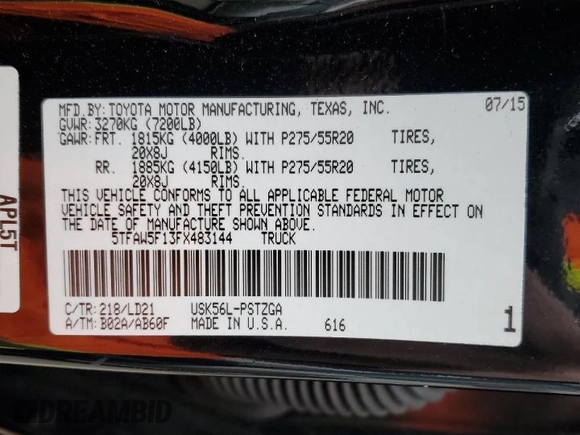 MFD.BY:TOYOTA MOTOR MANUFACTURING, TEXAS, INC. 07/15
GVWR:3270KG (7200LB)
GAWR:FRT. 1815KG (4000LB) WITH P275/55R20 TIRES,
20X8J RIMS.
RR. 1885KG (4150LB) WITH P275/55R20 TIRES,
20X8J RIMS.
THIS VEHICLE CONFORMS TO ALL APPLICABLE FEDERAL MOTOR
VEHICLE SAFETY AND THEFT PREVENTION STANDARDS IN EFFECT ON
THE DATE OF MANUFACTURE SHOWN ABOVE.
5TFAW5F13FX483144 TRUCK
C/TR:218/LD21 USK56L-PSTZGA
A/TM:B02A/AB60F MADE IN U.S.A. 616
1
APL5T
DREAMBID